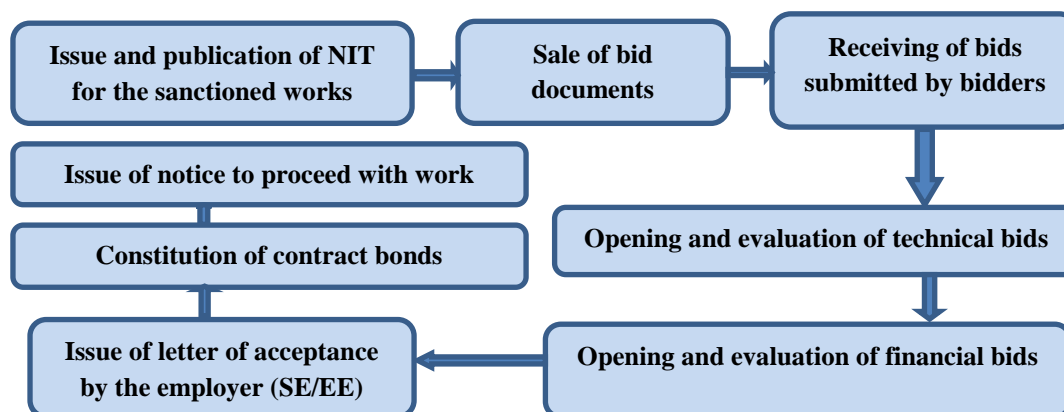 Issue and publication of NIT
for the sanctioned works
Sale of bid
documents
Receiving of bids
submitted by bidders
Opening and evaluation of technical bids
Opening and evaluation of financial bids
Issue of letter of acceptance
by the employer (SE/EE)
Constitution of contract bonds
Issue of notice to proceed with work